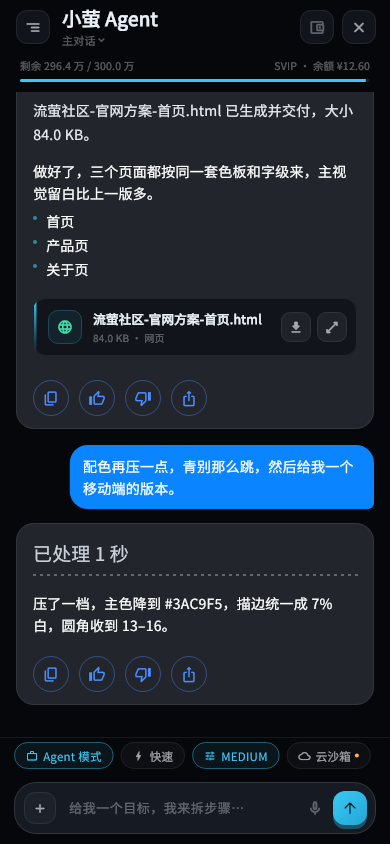 小萤 Agent
主对话
剩余 296.4 万 / 300.0 万
SVIP · 余额 ¥12.60
流萤社区-官网方案-首页.html 已生成并交付，大小
84.0 KB。
做好了，三个页面都按同一套色板和字级来，主视
觉留白比上一版多。
首页
产品页
关于页
流萤社区-官网方案-首页.html
84.0 KB · 网页
配色再压一点，青别那么跳，然后给我一个
移动端的版本。
已处理 1 秒
压了一档，主色降到 #3AC9F5，描边统一成 7%
白，圆角收到 13–16。
Agent 模式
快速
MEDIUM
云沙箱
给我一个目标，我来拆步骤…